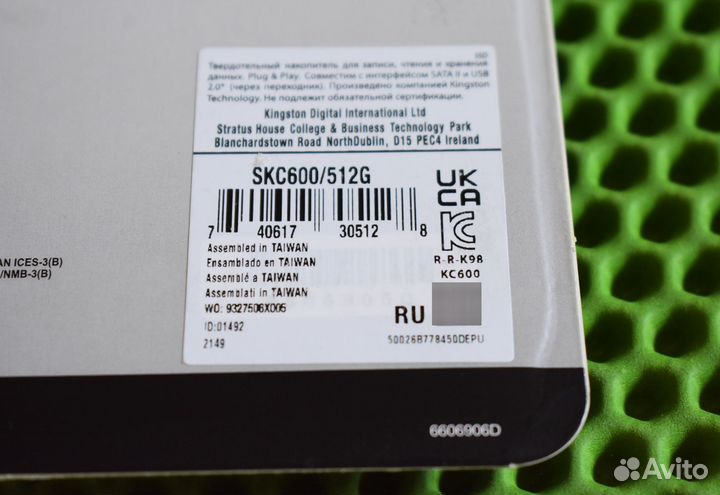 SSD
Твердотельный накопитель для записи, чтения и хранения
данных. Plug & Play. Совместим с интерфейсом SATA II и USB
2.0* (через переходник). Произведено компанией Kingston
Technology. Не подлежит обязательной сертификации.
Kingston Digital International Ltd
Stratus House College & Business Technology Park
Blanchardstown Road NorthDublin, D15 PEC4 Ireland
SKC600/512G
UK
CA
7 40617 30512 8
Assembled in TAIWAN
Ensamblado en TAIWAN
Assemblé a TAIWAN
Assemblati in TAIWAN
WO: 9327506X005
ID:01492
2149
R-R-K98
KC600
RU
50026B778450DEPU
AN ICES-3(B)
/NMB-3(B)
6606906D
Avito